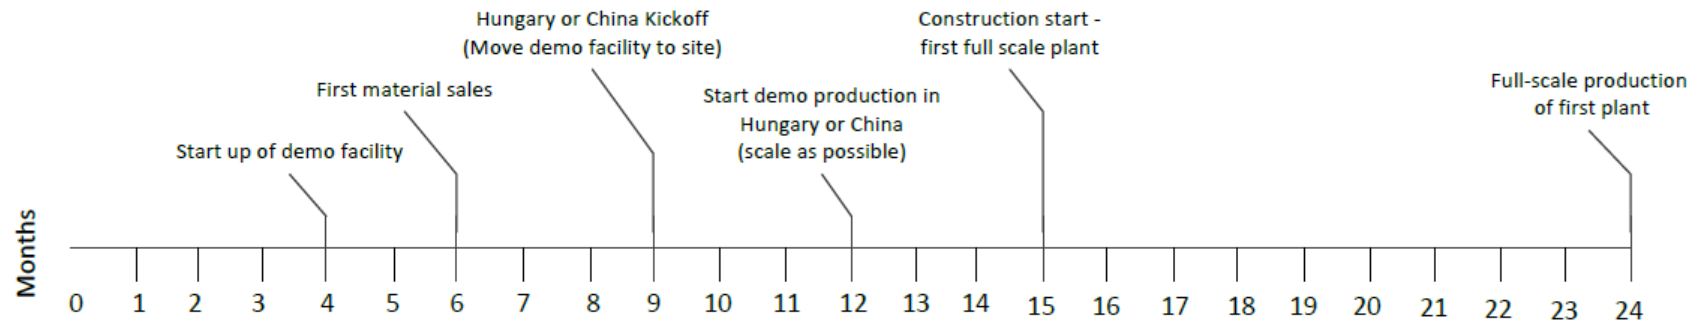 Hungary or China Kickoff
(Move demo facility to site)
Construction start -
first full scale plant
First material sales
Start demo production in
Hungary or China
(scale as possible)
Full-scale production
of first plant
Start up of demo facility
Months
0 1 2 3 4 5 6 7 8 9 10 11 12 13 14 15 16 17 18 19 20 21 22 23 24